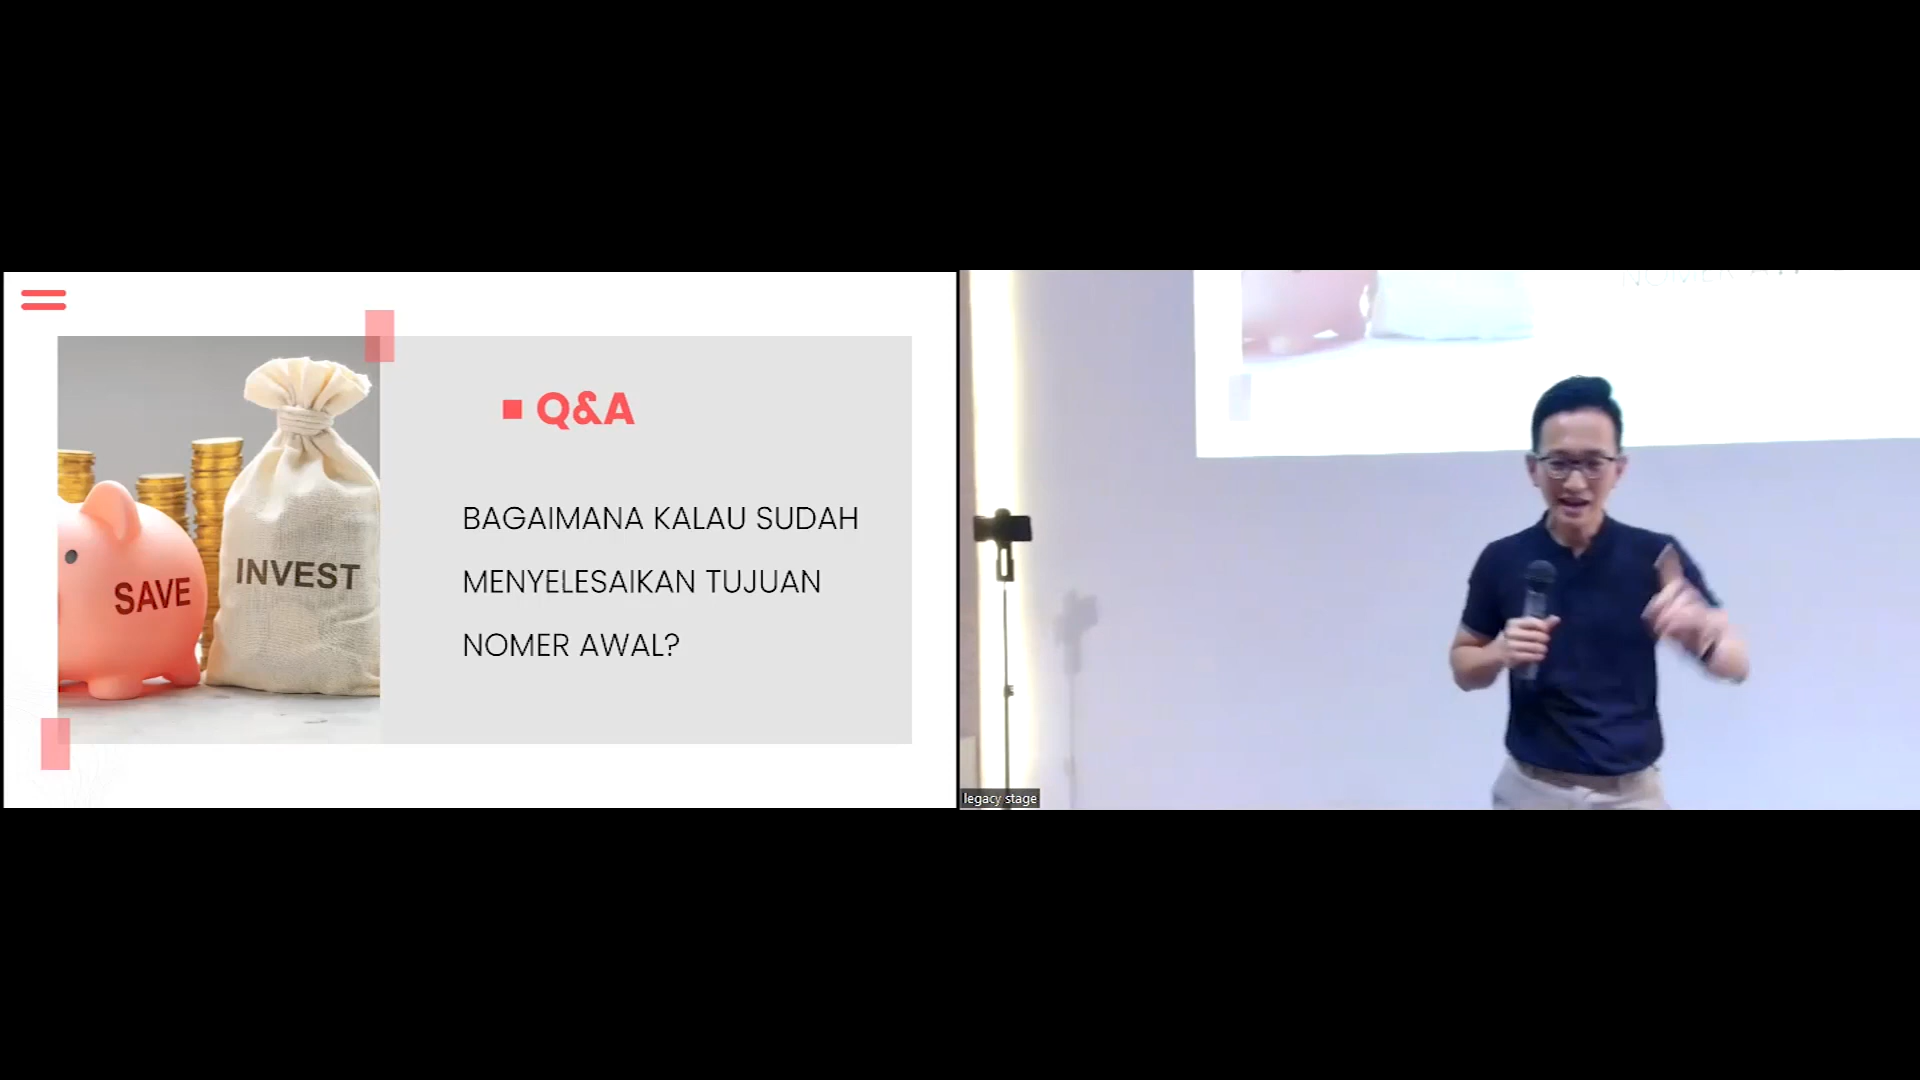 Q&A
BAGAIMANA KALAU SUDAH
MENYELESAIKAN TUJUAN
NOMER AWAL?
SAVE
INVEST
legacy stage